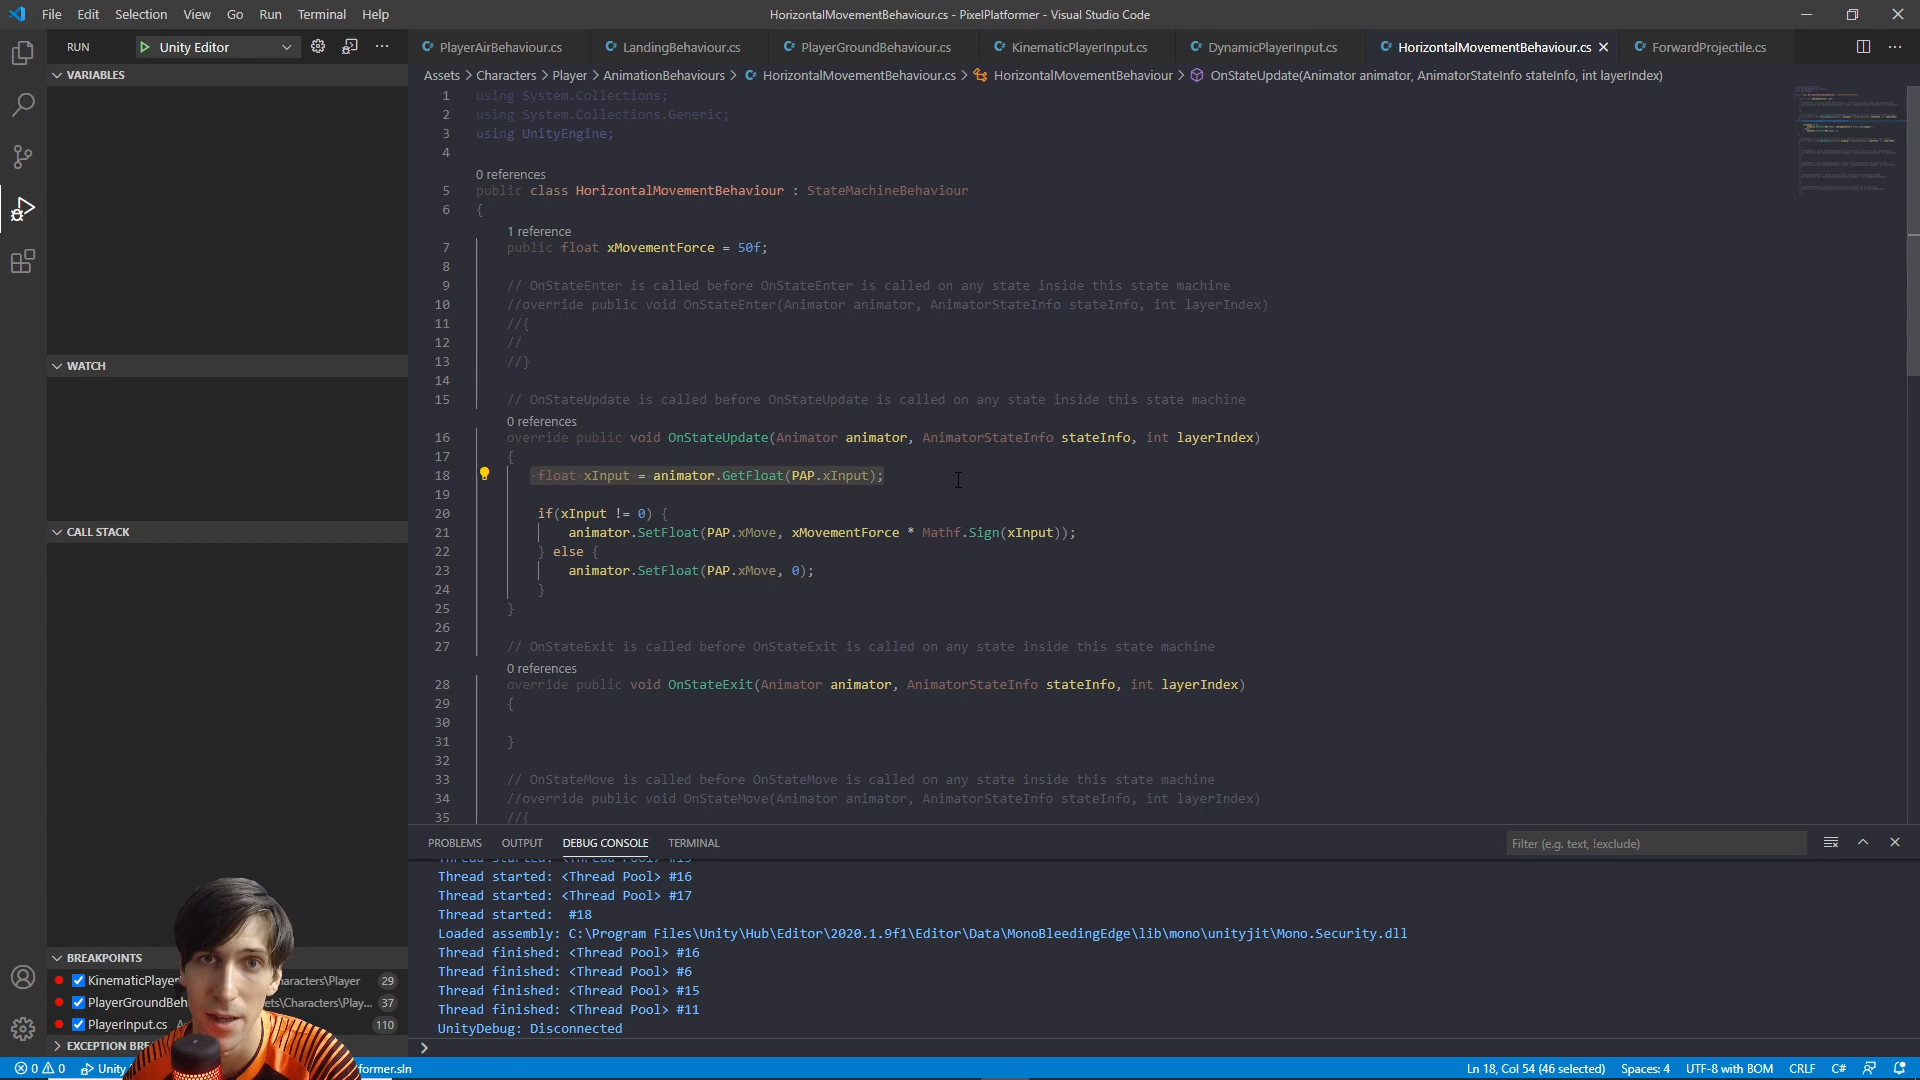 File Edit Selection View Go Run Terminal Help
HorizontalMovementBehaviour.cs - PixelPlatformer - Visual Studio Code
RUN Unity Editor
PlayerAirBehaviour.cs LandingBehaviour.cs PlayerGroundBehaviour.cs KinematicPlayerInput.cs DynamicPlayerInput.cs HorizontalMovementBehaviour.cs ForwardProjectile.cs
Assets > Characters > Player > AnimationBehaviours > HorizontalMovementBehaviour.cs > HorizontalMovementBehaviour > OnStateUpdate(Animator animator, AnimatorStateInfo stateInfo, int layerIndex)
VARIABLES
WATCH
CALL STACK
BREAKPOINTS
KinematicPlayer haracters\Player 29
PlayerGroundBeh ets\Characters\Play... 37
PlayerInput.cs 110
EXCEPTION BRE
1 using System.Collections;
2 using System.Collections.Generic;
3 using UnityEngine;
4
0 references
5 public class HorizontalMovementBehaviour : StateMachineBehaviour
6 {
1 reference
7 public float xMovementForce = 50f;
8
9 // OnStateEnter is called before OnStateEnter is called on any state inside this state machine
10 //override public void OnStateEnter(Animator animator, AnimatorStateInfo stateInfo, int layerIndex)
11 //{
12 //
13 //}
14
15 // OnStateUpdate is called before OnStateUpdate is called on any state inside this state machine
0 references
16 override public void OnStateUpdate(Animator animator, AnimatorStateInfo stateInfo, int layerIndex)
17 {
18 float xInput = animator.GetFloat(PAP.xInput);
19
20 if(xInput != 0) {
21 animator.SetFloat(PAP.xMove, xMovementForce * Mathf.Sign(xInput));
22 } else {
23 animator.SetFloat(PAP.xMove, 0);
24 }
25 }
26
27 // OnStateExit is called before OnStateExit is called on any state inside this state machine
0 references
28 override public void OnStateExit(Animator animator, AnimatorStateInfo stateInfo, int layerIndex)
29 {
30
31 }
32
33 // OnStateMove is called before OnStateMove is called on any state inside this state machine
34 //override public void OnStateMove(Animator animator, AnimatorStateInfo stateInfo, int layerIndex)
35 //{
PROBLEMS OUTPUT DEBUG CONSOLE TERMINAL Filter (e.g. text, !exclude)
Thread started: <Thread Pool> #16
Thread started: <Thread Pool> #17
Thread started: #18
Loaded assembly: C:\Program Files\Unity\Hub\Editor\2020.1.9f1\Editor\Data\MonoBleedingEdge\lib\mono\unityjit\Mono.Security.dll
Thread finished: <Thread Pool> #16
Thread finished: <Thread Pool> #6
Thread finished: <Thread Pool> #15
Thread finished: <Thread Pool> #11
UnityDebug: Disconnected
0 0 Unity former.sln Ln 18, Col 54 (46 selected) Spaces: 4 UTF-8 with BOM CRLF C#